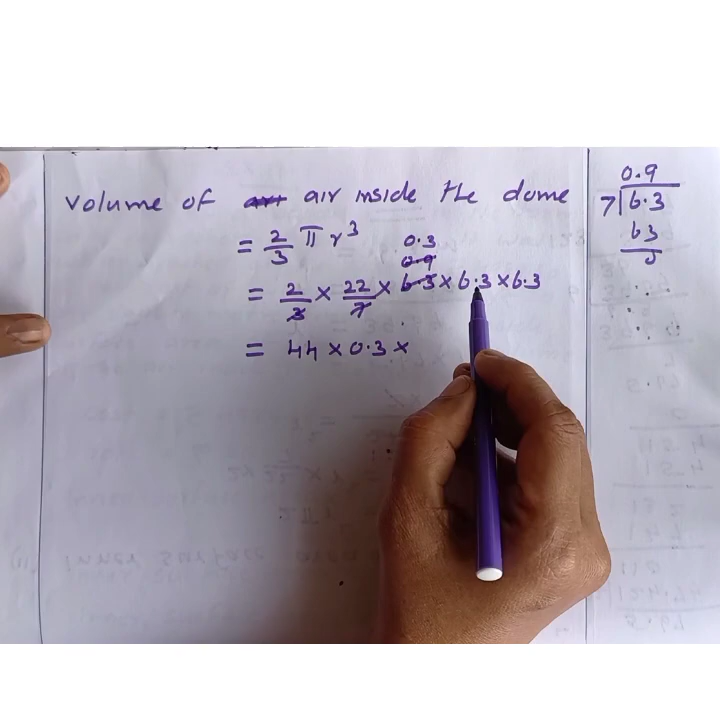 volume of air inside the dome
= 2/3 π r³
0.3
0.9
= 2/3 × 22/7 × 6.3 × 6.3 × 6.3
= 44 × 0.3 ×
0.9
7 6.3
63
0